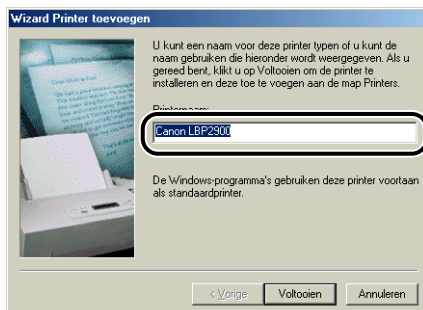 Wizard Printer toevoegen
U kunt een naam voor deze printer typen of u kunt de
naam gebruiken die hieronder wordt weergegeven. Als u
gereed bent, klikt u op Voltooien om de printer te
installeren en deze toe te voegen aan de map Printers.
Printernaam:
Canon LBP2900
De Windows-programma's gebruiken deze printer voortaan
als standaardprinter.
< Vorige
Voltooien
Annuleren